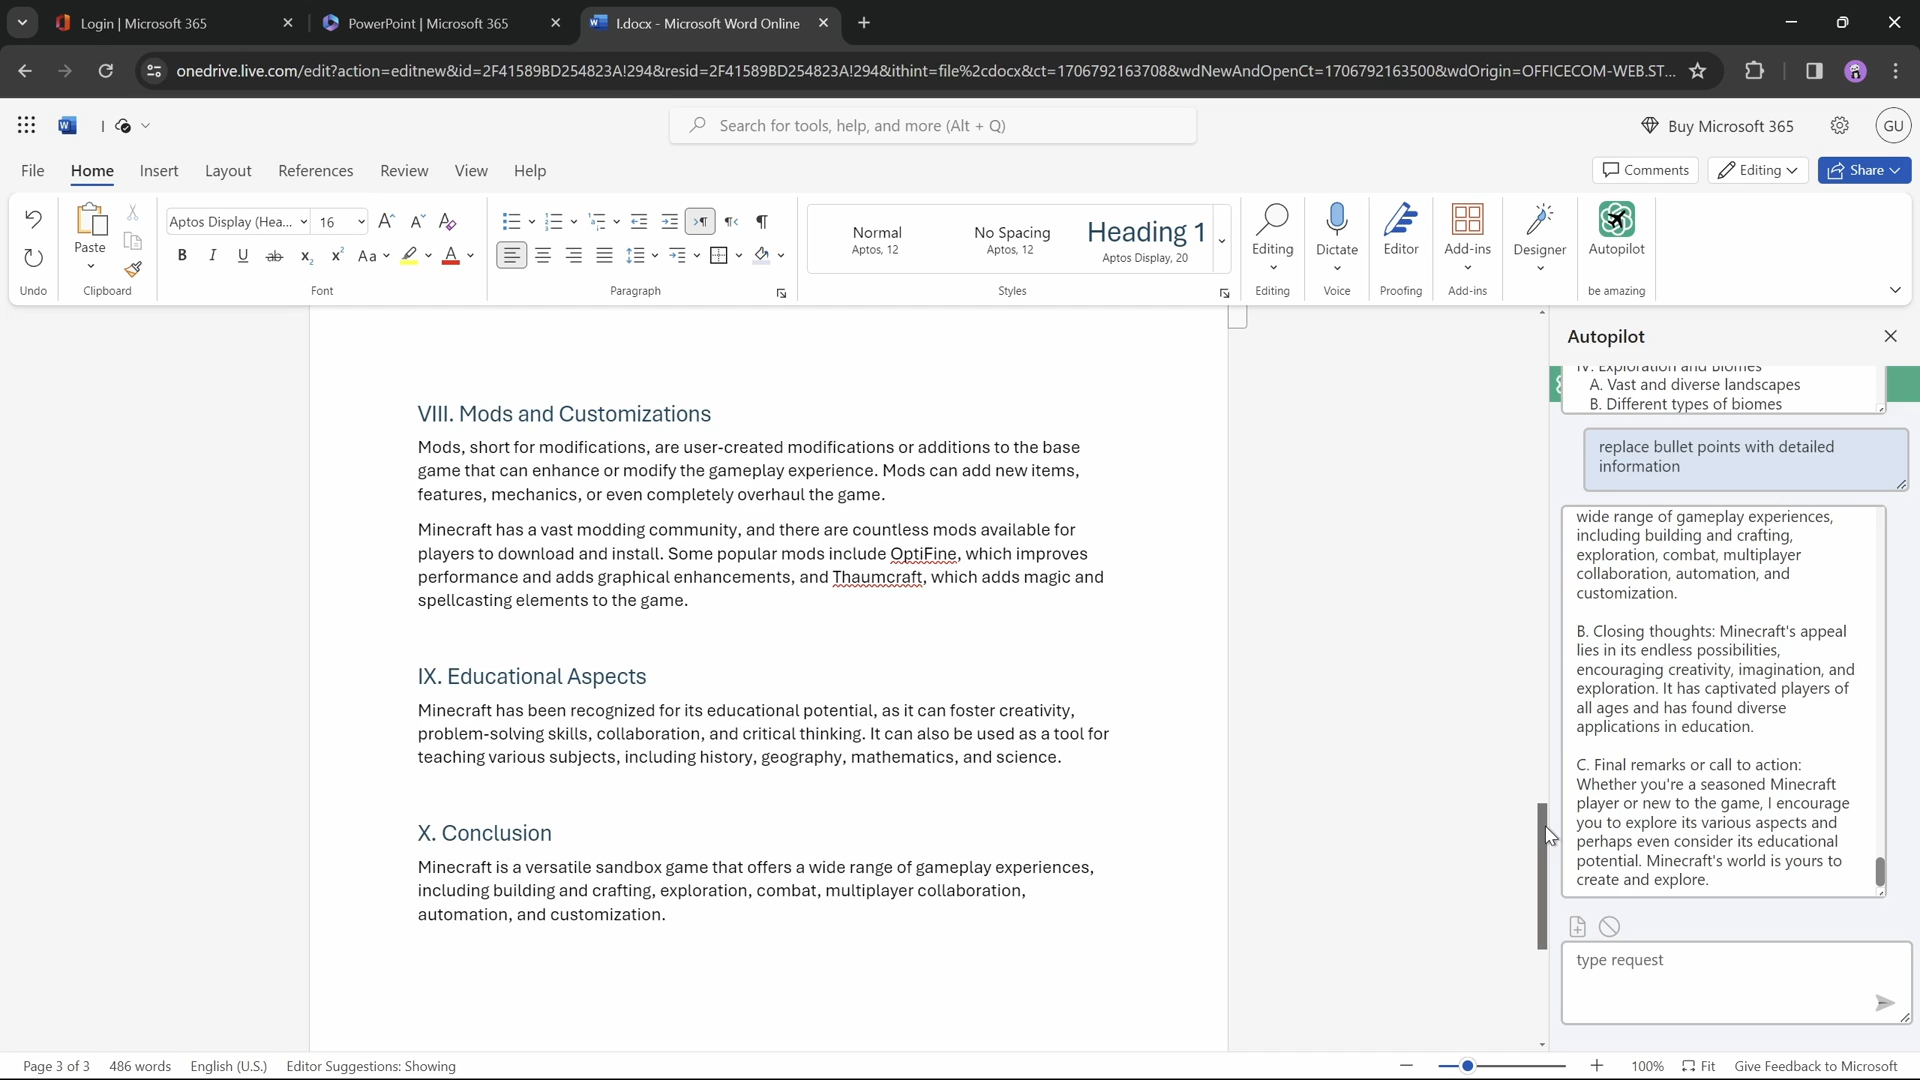 Login | Microsoft 365
PowerPoint | Microsoft 365
I.docx - Microsoft Word Online
onedrive.live.com/edit?action=editnew&id=2F41589BD254823A!294&resid=2F41589BD254823A!294&ithint=file%2cdocx&ct=1706792163708&wdNewAndOpenCt=1706792163500&wdOrigin=OFFICECOM-WEB.ST...
I
Search for tools, help, and more (Alt + Q)
Buy Microsoft 365
GU
File Home Insert Layout References Review View Help
Comments Editing Share
Paste
Aptos Display (Hea... 16
Normal
Aptos, 12
No Spacing
Aptos, 12
Heading 1
Aptos Display, 20
Editing
Dictate
Editor
Add-ins
Designer
Autopilot
Undo Clipboard Font Paragraph Styles Editing Voice Proofing Add-ins be amazing
VIII. Mods and Customizations
Mods, short for modifications, are user-created modifications or additions to the base
game that can enhance or modify the gameplay experience. Mods can add new items,
features, mechanics, or even completely overhaul the game.
Minecraft has a vast modding community, and there are countless mods available for
players to download and install. Some popular mods include OptiFine, which improves
performance and adds graphical enhancements, and Thaumcraft, which adds magic and
spellcasting elements to the game.
IX. Educational Aspects
Minecraft has been recognized for its educational potential, as it can foster creativity,
problem-solving skills, collaboration, and critical thinking. It can also be used as a tool for
teaching various subjects, including history, geography, mathematics, and science.
X. Conclusion
Minecraft is a versatile sandbox game that offers a wide range of gameplay experiences,
including building and crafting, exploration, combat, multiplayer collaboration,
automation, and customization.
Autopilot
IV. Exploration and Biomes
A. Vast and diverse landscapes
B. Different types of biomes
replace bullet points with detailed
information
wide range of gameplay experiences,
including building and crafting,
exploration, combat, multiplayer
collaboration, automation, and
customization.
B. Closing thoughts: Minecraft's appeal
lies in its endless possibilities,
encouraging creativity, imagination, and
exploration. It has captivated players of
all ages and has found diverse
applications in education.
C. Final remarks or call to action:
Whether you're a seasoned Minecraft
player or new to the game, I encourage
you to explore its various aspects and
perhaps even consider its educational
potential. Minecraft's world is yours to
create and explore.
type request
Page 3 of 3 486 words English (U.S.) Editor Suggestions: Showing
100% Fit Give Feedback to Microsoft